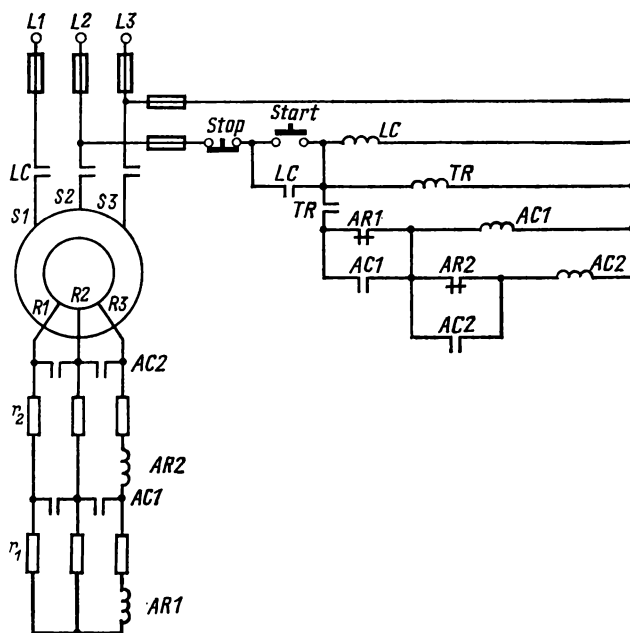 L1 L2 L3
Stop Start
LC
LC
LC
TR
S1 S2 S3
TR
AR1
AC1
AC1
AR2
AC2
AC2
R1 R2 R3
AC2
r2
AR2
AC1
r1
AR1